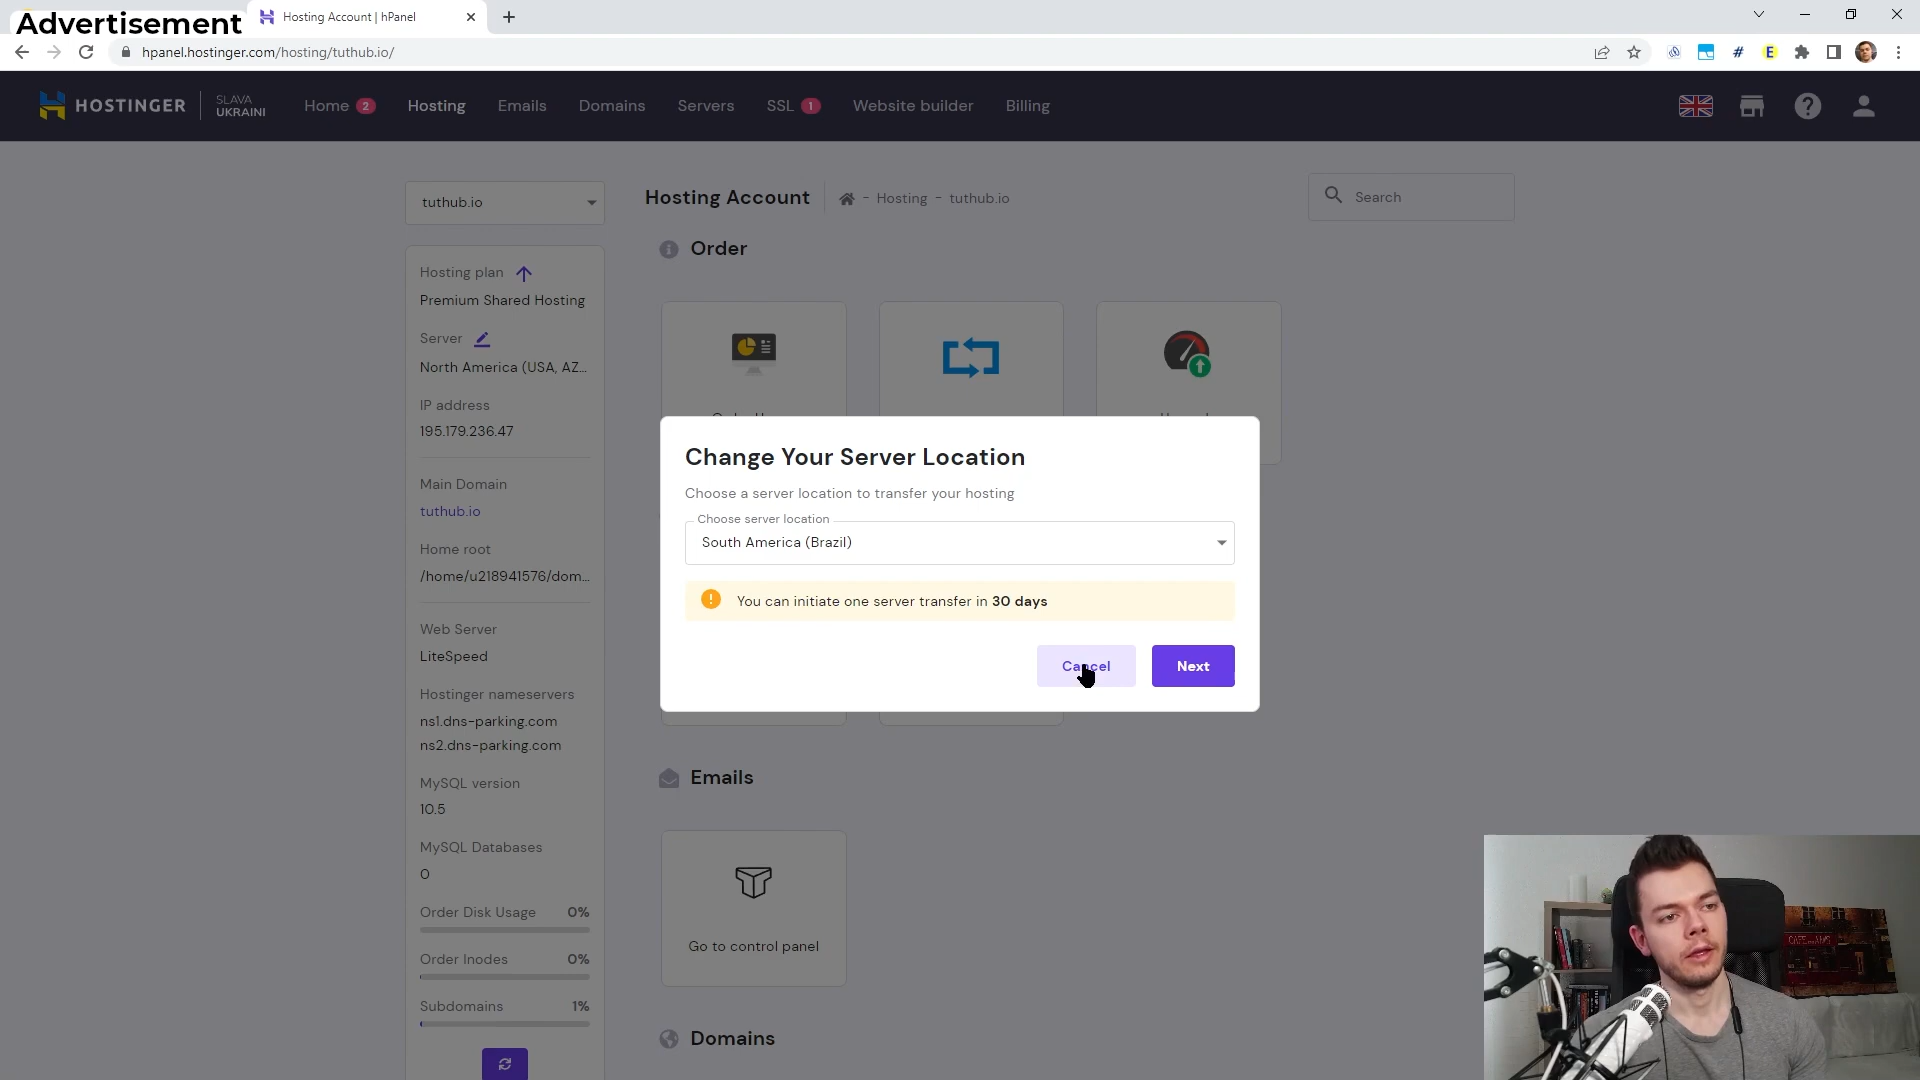 Advertisement
Hosting Account | hPanel
hpanel.hostinger.com/hosting/tuthub.io/
HOSTINGER
SLAVA
UKRAINI
Home 2
Hosting
Emails
Domains
Servers
SSL 1
Website builder
Billing
tuthub.io
Hosting Account
- Hosting - tuthub.io
Search
Hosting plan
Premium Shared Hosting
Server
North America (USA, AZ...
IP address
195.179.236.47
Main Domain
tuthub.io
Home root
/home/u218941576/dom...
Web Server
LiteSpeed
Hostinger nameservers
ns1.dns-parking.com
ns2.dns-parking.com
MySQL version
10.5
MySQL Databases
0
Order Disk Usage 0%
Order Inodes 0%
Subdomains 1%
Order
Change Your Server Location
Choose a server location to transfer your hosting
Choose server location
South America (Brazil)
You can initiate one server transfer in 30 days
Cancel
Next
Emails
Go to control panel
Domains